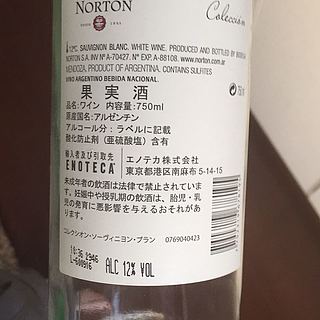 NORTON
Colección
12ºC. SAUVIGNON BLANC. WHITE WINE. PRODUCED AND BOTTLED BY BODEGA
NORTON S.A. INV Nº A-70427. Nº EXP. A-88108. www.norton.com.ar
MENDOZA, PRODUCT OF ARGENTINA. CONTAINS SULFITES
VINO ARGENTINO BEBIDA NACIONAL.
果実酒
品名:ワイン 内容量:750ml
原産国名:アルゼンチン
アルコール分:ラベルに記載
酸化防止剤(亜硫酸塩)含有
輸入者及び引取先
ENOTECA
エノテカ株式会社
東京都港区南麻布 5-14-15
未成年者の飲酒は法律で禁止されています。
妊娠中や授乳期の飲酒は、胎児・乳
児の発育に悪影響を与えるおそれがあ
ります。
コレクシオン・ソーヴィニヨン・ブラン 0769040423
ALC 12% VOL